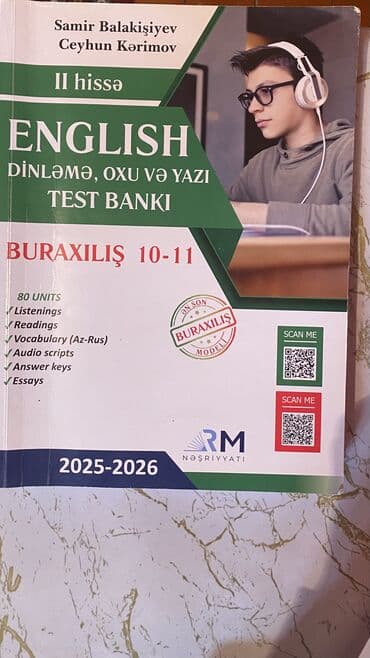 Samir Balakişiyev
Ceyhun Kərimov
II hissə
ENGLISH
DİNLƏMƏ, OXU VƏ YAZI
TEST BANKI
BURAXILIŞ 10-11
80 UNITS
✓Listenings
✓Readings
✓Vocabulary (Az-Rus)
✓Audio scripts
✓Answer keys
✓Essays
ƏN SON
BURAXILIŞ
MODELİ
SCAN ME
SCAN ME
RM
NƏŞRİYYATI
2025-2026